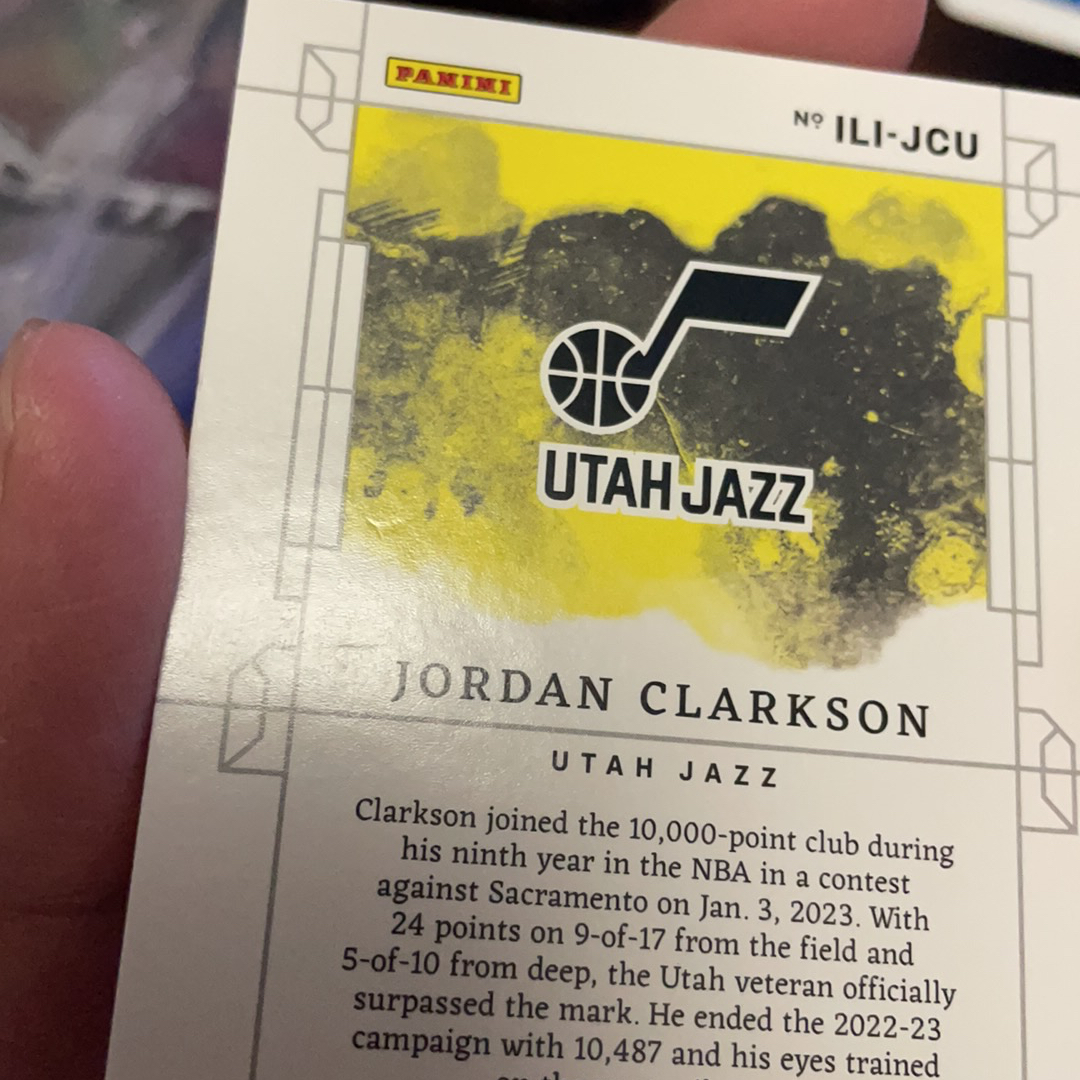 PANINI
Nº ILI-JCU
UTAH JAZZ
JORDAN CLARKSON
UTAH JAZZ
Clarkson joined the 10,000-point club during
his ninth year in the NBA in a contest
against Sacramento on Jan. 3, 2023. With
24 points on 9-of-17 from the field and
5-of-10 from deep, the Utah veteran officially
surpassed the mark. He ended the 2022-23
campaign with 10,487 and his eyes trained